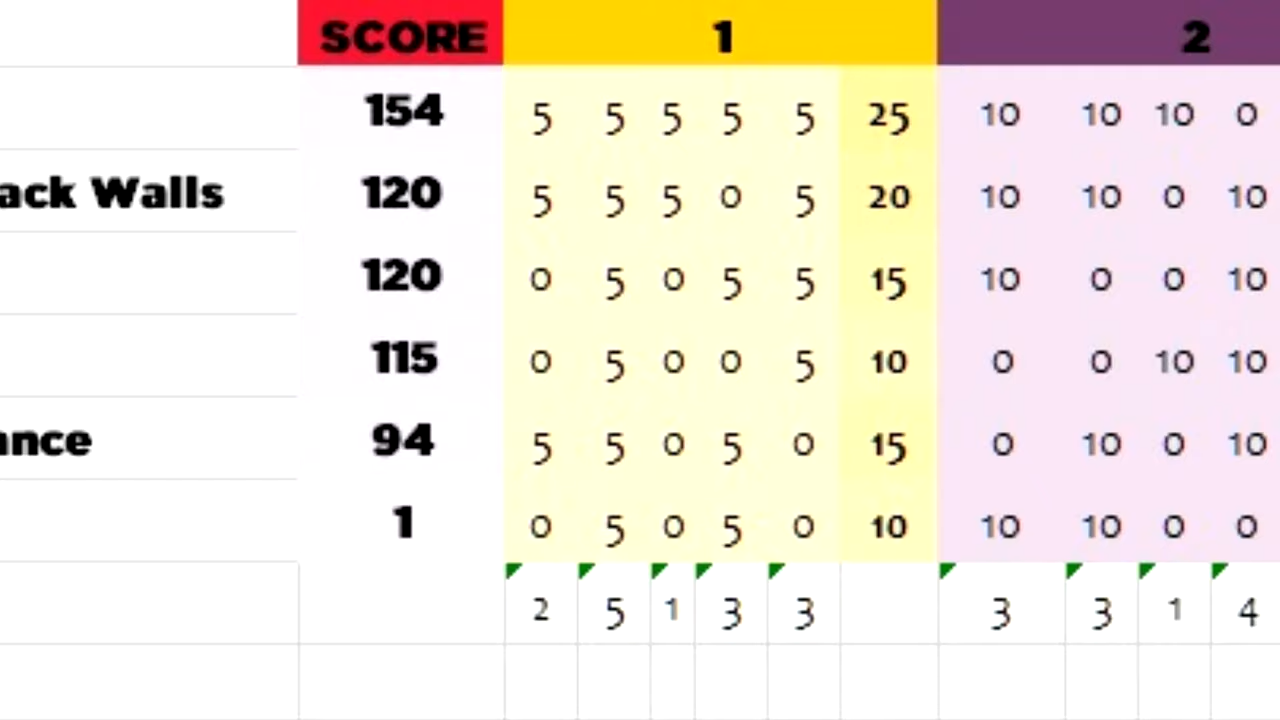 SCORE 1 2
154 5 5 5 5 5 25 10 10 10 0
ack Walls 120 5 5 5 0 5 20 10 10 0 10
120 0 5 0 5 5 15 10 0 0 10
115 0 5 0 0 5 10 0 0 10 10
ance 94 5 5 0 5 0 15 0 10 0 10
1 0 5 0 5 0 10 10 10 0 0
2 5 1 3 3 3 3 1 4